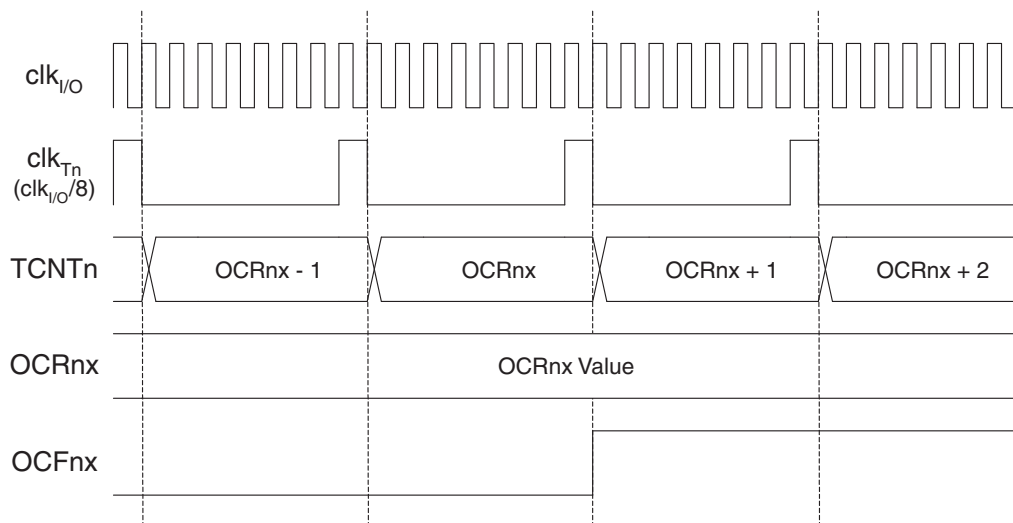 clkI/O
clkTn
(clkI/O/8)
TCNTn OCRnx - 1 OCRnx OCRnx + 1 OCRnx + 2
OCRnx OCRnx Value
OCFnx